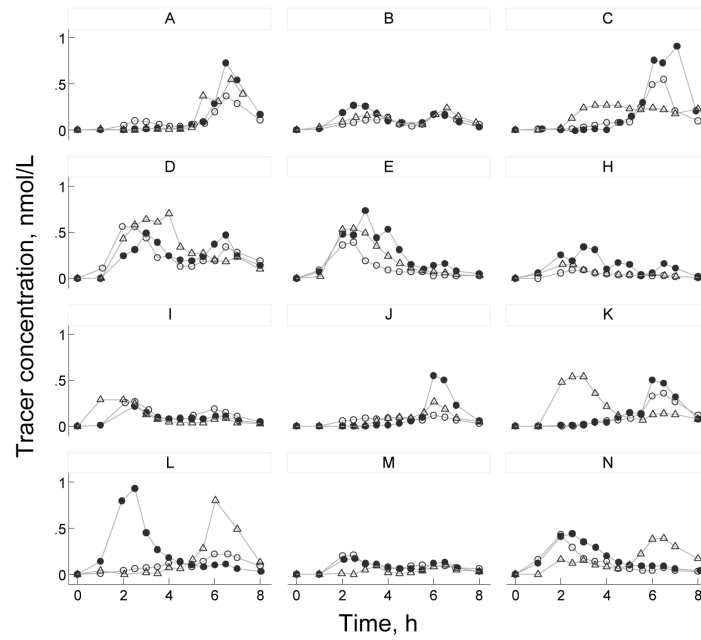 A B C
1
.5
0
D E H
1
.5
0
I J K
1
.5
0
L M N
1
.5
0
0 2 4 6 8 0 2 4 6 8 0 2 4 6 8
Time, h
Tracer concentration, nmol/L